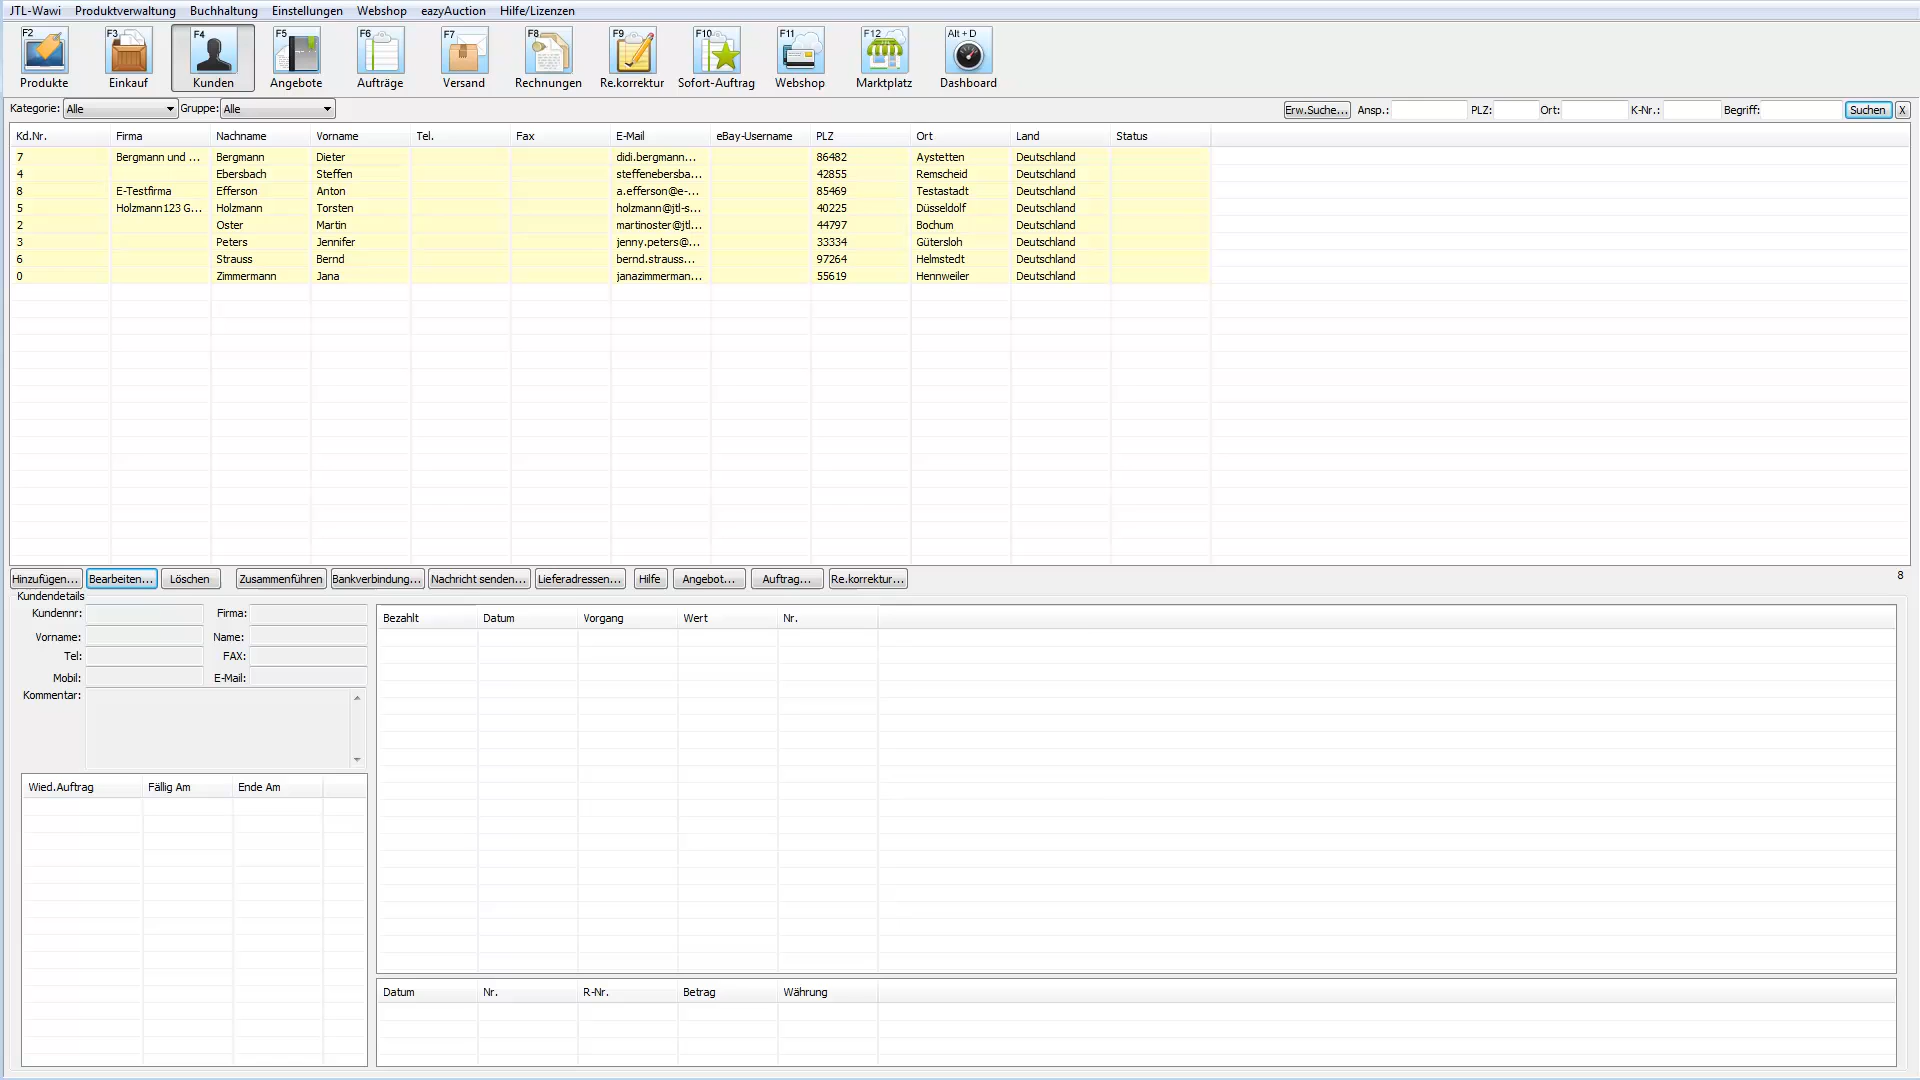 JTL-Wawi Produktverwaltung Buchhaltung Einstellungen Webshop eazyAuction Hilfe/Lizenzen
F2 F3 F4 F5 F6 F7 F8 F9 F10 F11 F12 Alt + D
Produkte Einkauf Kunden Angebote Aufträge Versand Rechnungen Re.korrektur Sofort-Auftrag Webshop Marktplatz Dashboard
Kategorie: Alle Gruppe: Alle Erw.Suche... Ansp.: PLZ: Ort: K-Nr.: Begriff: Suchen X
Kd.Nr. Firma Nachname Vorname Tel. Fax E-Mail eBay-Username PLZ Ort Land Status
7 Bergmann und ... Bergmann Dieter didi.bergmann... 86482 Aystetten Deutschland
4 Ebersbach Steffen steffenebersba... 42855 Remscheid Deutschland
8 E-Testfirma Efferson Anton a.efferson@e-... 85469 Testastadt Deutschland
5 Holzmann123 G... Holzmann Torsten holzmann@jtl-s... 40225 Düsseldolf Deutschland
2 Oster Martin martinoster@jtl... 44797 Bochum Deutschland
3 Peters Jennifer jenny.peters@... 33334 Gütersloh Deutschland
6 Strauss Bernd bernd.strauss... 97264 Helmstedt Deutschland
0 Zimmermann Jana janazimmerman... 55619 Hennweiler Deutschland
Hinzufügen... Bearbeiten... Löschen Zusammenführen Bankverbindung... Nachricht senden... Lieferadressen... Hilfe Angebot... Auftrag... Re.korrektur... 8
Kundendetails
Kundennr: Firma:
Vorname: Name:
Tel: FAX:
Mobil: E-Mail:
Kommentar:
Bezahlt Datum Vorgang Wert Nr.
Wied.Auftrag Fällig Am Ende Am
Datum Nr. R-Nr. Betrag Währung